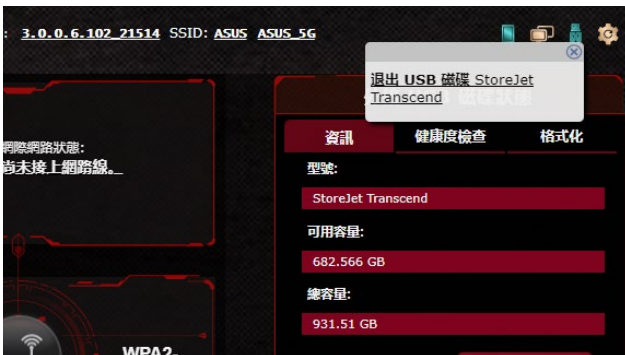 : 3.0.0.6.102_21514 SSID: ASUS ASUS_5G
退出 USB 磁碟 StoreJet
Transcend
網際網路狀態:
尚未接上網路線。
資訊 健康度檢查 格式化
型號:
StoreJet Transcend
可用容量:
682.566 GB
總容量:
931.51 GB
WPA2-